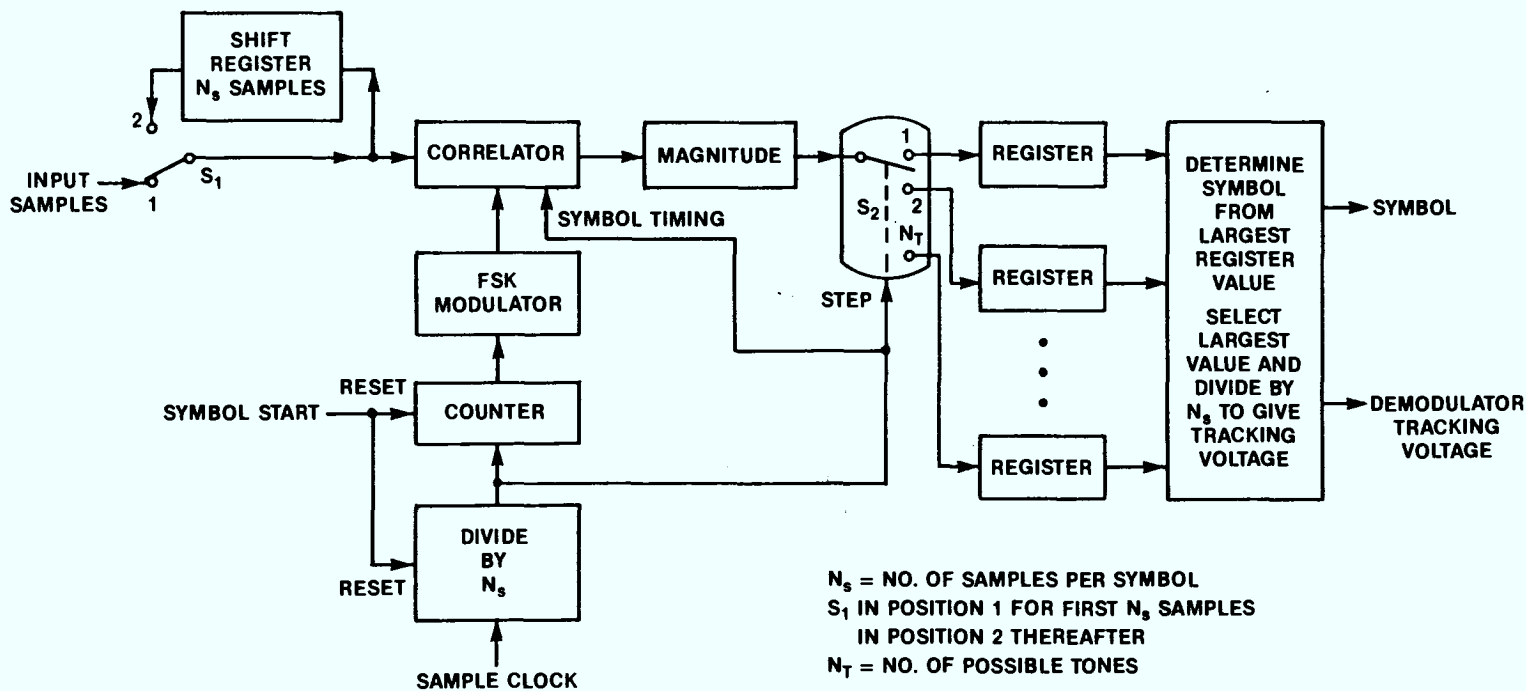 SHIFT
REGISTER
Nₛ SAMPLES
2
S₁
1
INPUT
SAMPLES
CORRELATOR
MAGNITUDE
SYMBOL TIMING
1
S₂
2
N_T
STEP
REGISTER
REGISTER
REGISTER
DETERMINE
SYMBOL
FROM
LARGEST
REGISTER
VALUE
SELECT
LARGEST
VALUE AND
DIVIDE BY
Nₛ TO GIVE
TRACKING
VOLTAGE
SYMBOL
DEMODULATOR
TRACKING
VOLTAGE
FSK
MODULATOR
RESET
SYMBOL START
COUNTER
DIVIDE
BY
Nₛ
RESET
SAMPLE CLOCK
Nₛ = NO. OF SAMPLES PER SYMBOL
S₁ IN POSITION 1 FOR FIRST Nₛ SAMPLES
IN POSITION 2 THEREAFTER
N_T = NO. OF POSSIBLE TONES